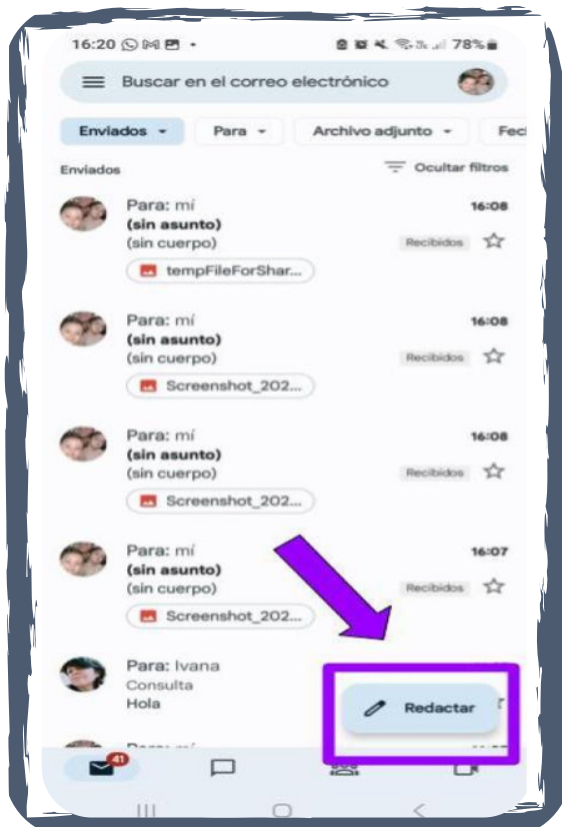 16:20
78%
Buscar en el correo electrónico
Enviados
Para
Archivo adjunto
Enviados
Ocultar filtros
Para: mí
16:08
(sin asunto)
(sin cuerpo)
Recibidos
tempFileForShar...
Para: mí
16:08
(sin asunto)
(sin cuerpo)
Recibidos
Screenshot_202...
Para: mí
16:08
(sin asunto)
(sin cuerpo)
Recibidos
Screenshot_202...
Para: mí
16:07
(sin asunto)
(sin cuerpo)
Recibidos
Screenshot_202...
Para: Ivana
Consulta
Hola
Redactar
41